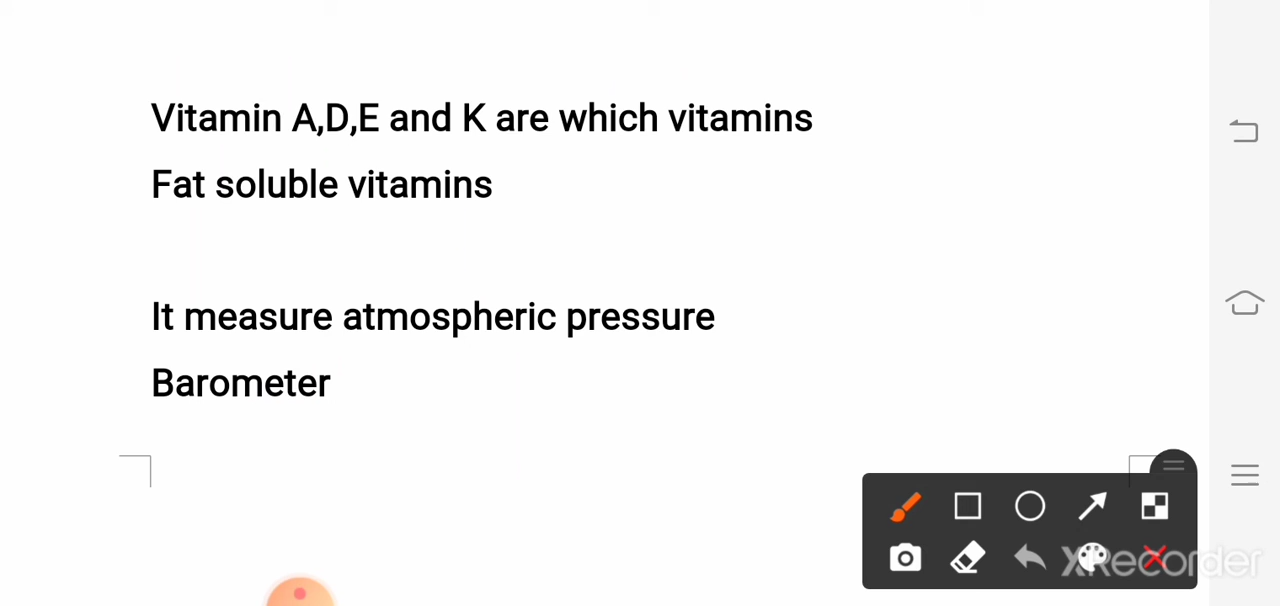 Vitamin A,D,E and K are which vitamins
Fat soluble vitamins
It measure atmospheric pressure
Barometer
XRecorder